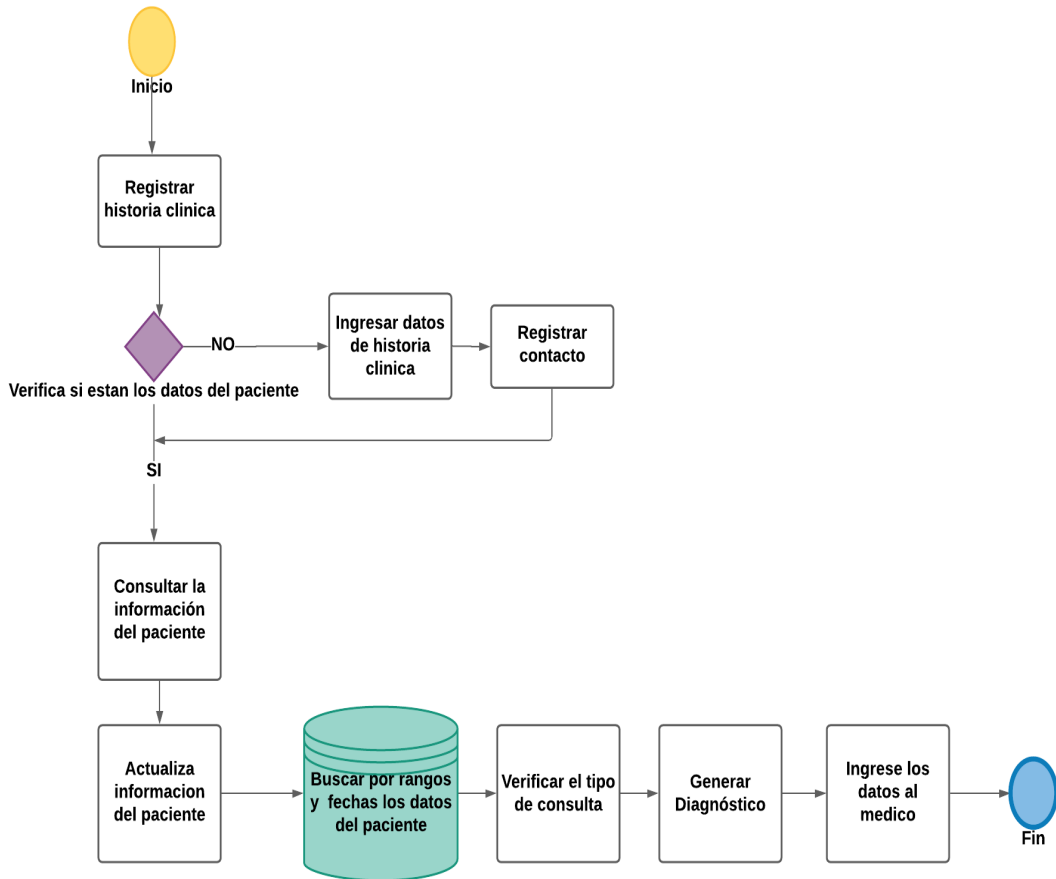 Inicio
Registrar
historia clinica
NO
Ingresar datos
de historia
clinica
Registrar
contacto
Verifica si estan los datos del paciente
SI
Consultar la
información
del paciente
Actualiza
informacion
del paciente
Buscar por rangos
y fechas los datos
del paciente
Verificar el tipo
de consulta
Generar
Diagnóstico
Ingrese los
datos al
medico
Fin